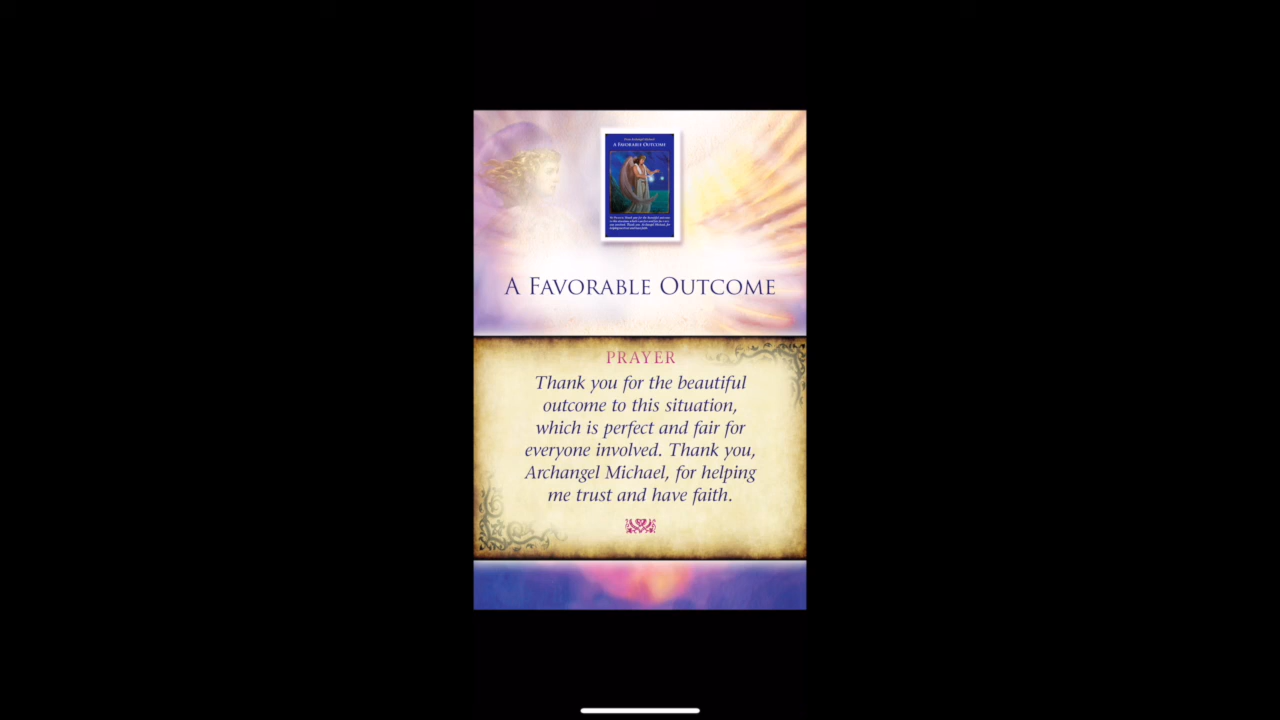 A FAVORABLE OUTCOME
A FAVORABLE OUTCOME
PRAYER
Thank you for the beautiful
outcome to this situation,
which is perfect and fair for
everyone involved. Thank you,
Archangel Michael, for helping
me trust and have faith.